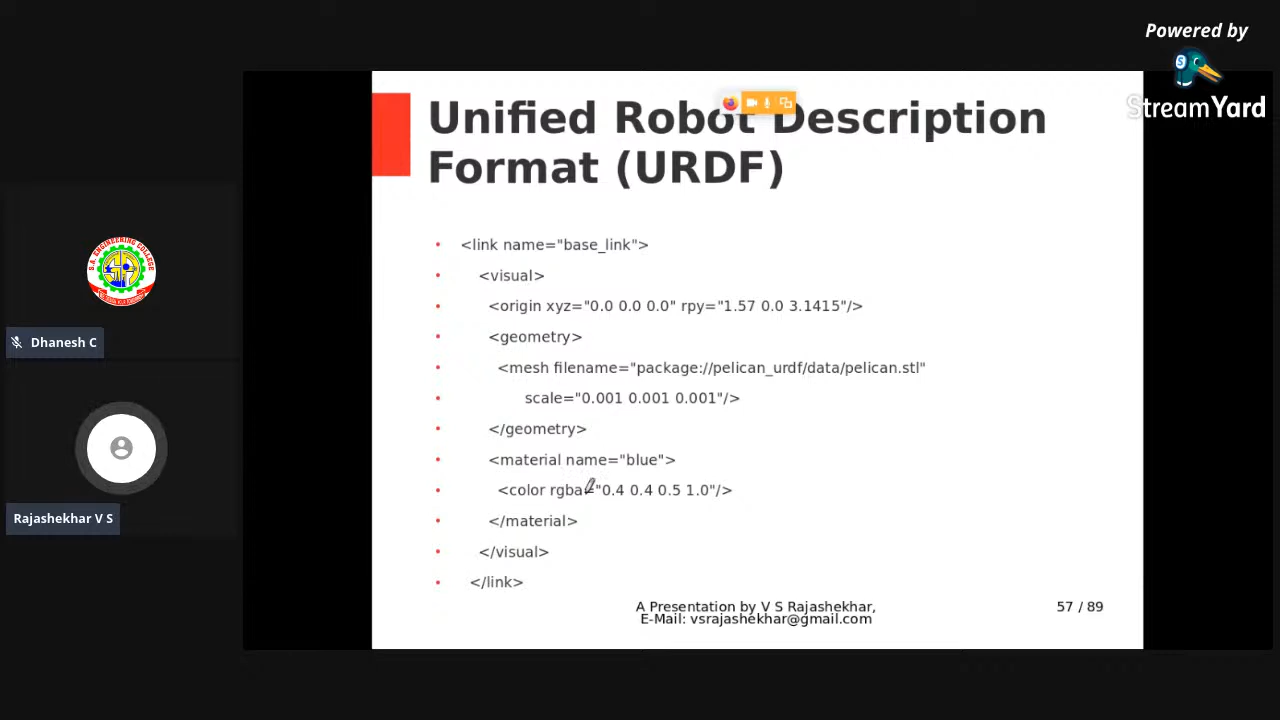 Powered by
StreamYard
Unified Robot Description
Format (URDF)
<link name="base_link">
<visual>
<origin xyz="0.0 0.0 0.0" rpy="1.57 0.0 3.1415"/>
<geometry>
<mesh filename="package://pelican_urdf/data/pelican.stl"
scale="0.001 0.001 0.001"/>
</geometry>
<material name="blue">
<color rgba="0.4 0.4 0.5 1.0"/>
</material>
</visual>
</link>
A Presentation by V S Rajashekhar,
E-Mail: vsrajashekhar@gmail.com
57 / 89
S.A. ENGINEERING COLLEGE
Dhanesh C
Rajashekhar V S